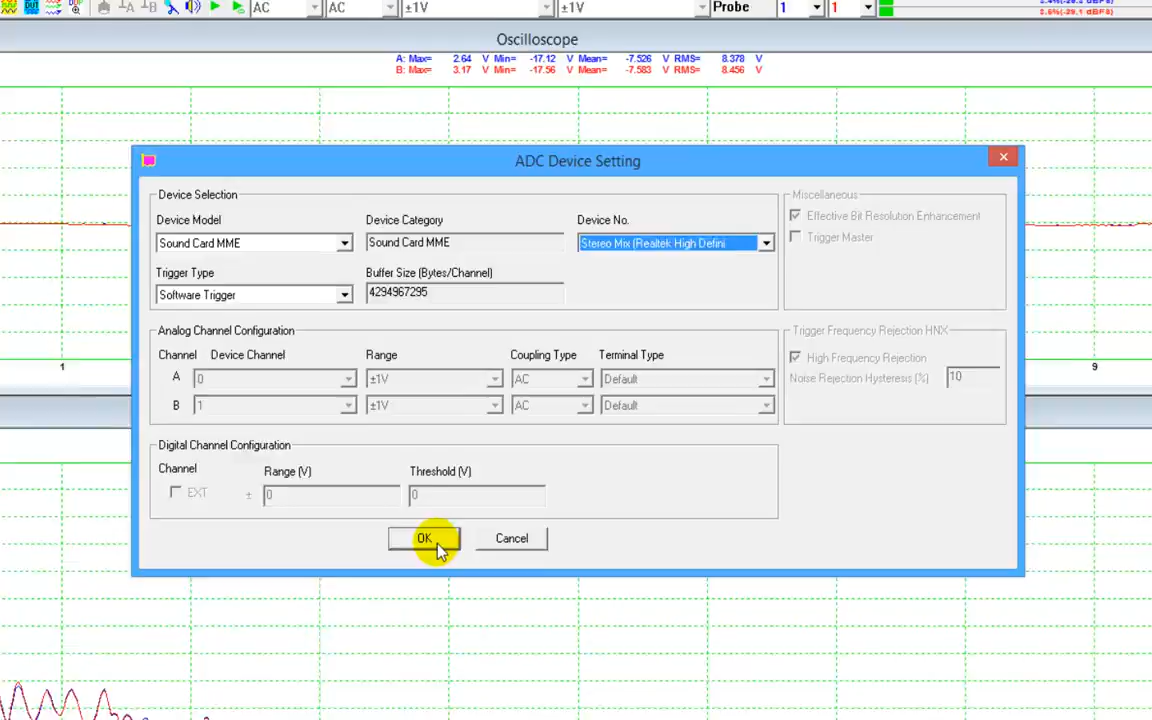 AC AC ±1V ±1V Probe 1 1
Oscilloscope
A: Max= 2.64 V Min= -17.12 V Mean= -7.526 V RMS= 8.378 V
B: Max= 3.17 V Min= -17.56 V Mean= -7.583 V RMS= 8.456 V
ADC Device Setting
Device Selection
Miscellaneous
Device Model Device Category Device No.
Effective Bit Resolution Enhancement
Sound Card MME Sound Card MME Stereo Mix (Realtek High Defini
Trigger Master
Trigger Type Buffer Size (Bytes/Channel)
Software Trigger 4294967295
Analog Channel Configuration
Trigger Frequency Rejection HNX
Channel Device Channel Range Coupling Type Terminal Type
High Frequency Rejection
A 0 ±1V AC Default
Noise Rejection Hysteresis (%) 10
B 1 ±1V AC Default
1 9
Digital Channel Configuration
Channel Range (V) Threshold (V)
EXT ± 0 0
OK Cancel